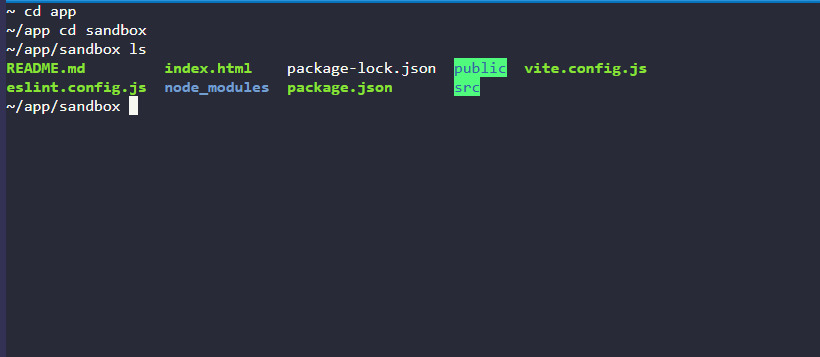 ~ cd app
~/app cd sandbox
~/app/sandbox ls
README.md index.html package-lock.json public vite.config.js
eslint.config.js node_modules package.json src
~/app/sandbox